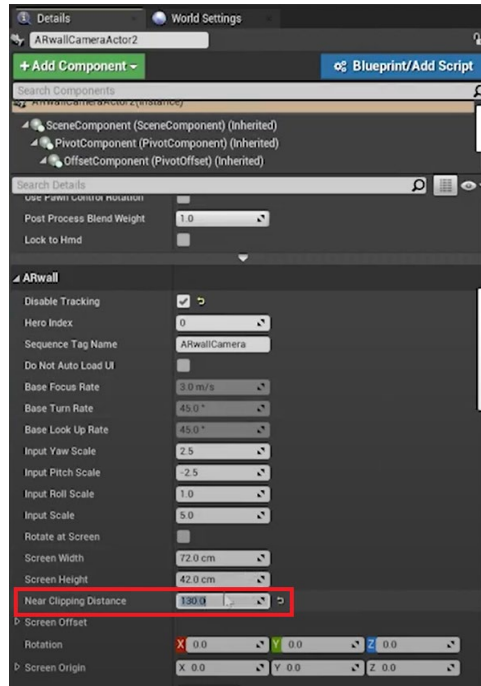 Details World Settings
ARwallCameraActor2
+Add Component Blueprint/Add Script
Search Components
ARwallCameraActor2(Instance)
SceneComponent (SceneComponent) (Inherited)
PivotComponent (PivotComponent) (Inherited)
OffsetComponent (PivotOffset) (Inherited)
Search Details
Use Pawn Control Rotation
Post Process Blend Weight 1.0
Lock to Hmd
ARwall
Disable Tracking
Hero Index 0
Sequence Tag Name ARwallCamera
Do Not Auto Load UI
Base Focus Rate 3.0 m/s
Base Turn Rate 45.0 °
Base Look Up Rate 45.0 °
Input Yaw Scale 2.5
Input Pitch Scale -2.5
Input Roll Scale 1.0
Input Scale 5.0
Rotate at Screen
Screen Width 72.0 cm
Screen Height 42.0 cm
Near Clipping Distance 130.0
Screen Offset
Rotation X 0.0 Y 0.0 Z 0.0
Screen Origin X 0.0 Y 0.0 Z 0.0